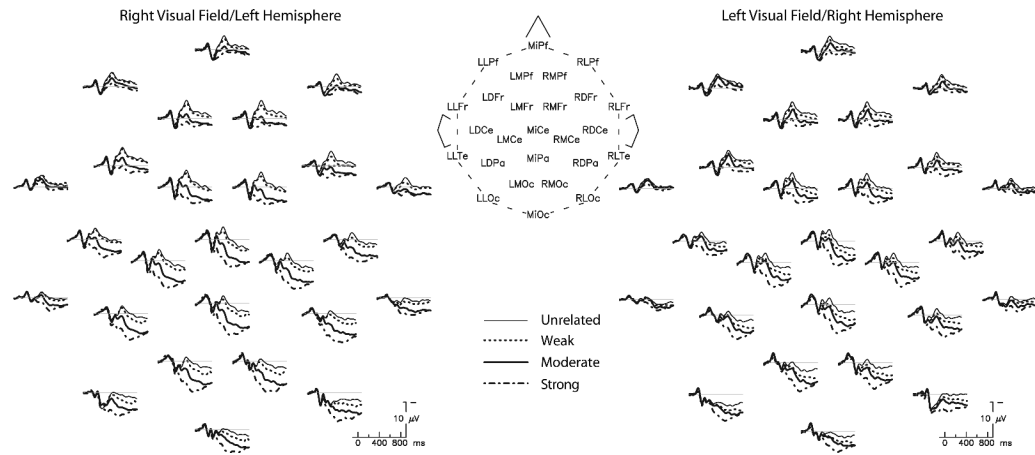 Right Visual Field/Left Hemisphere
Left Visual Field/Right Hemisphere
MiPf
LLPf RLPf
LMPf RMPf
LDFr RDFr
LLFr LMFr RMFr RLFr
LDCe MiCe RDCe
LMCe RMCe
LLTe MiPa RLTe
LDPa RDPa
LMOc RMOc
LLOc RLOc
MiOc
Unrelated
Weak
Moderate
Strong
10 µV
0 400 800 ms
10 µV
0 400 800 ms